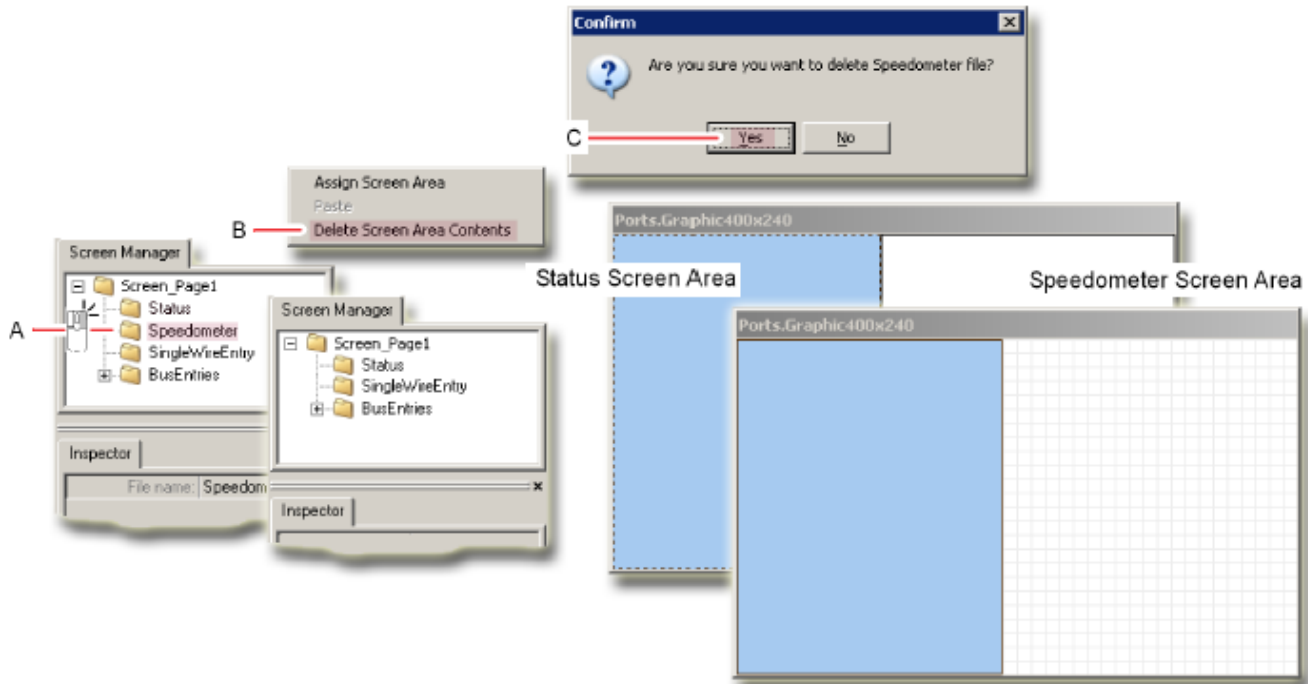 Confirm
Are you sure you want to delete Speedometer file?
C
Yes
No
Assign Screen Area
Paste
B
Delete Screen Area Contents
Screen Manager
Screen_Page1
Status
A
Speedometer
SingleWireEntry
BusEntries
Inspector
File name: Speedom
Screen Manager
Screen_Page1
Status
SingleWireEntry
BusEntries
Inspector
Ports.Graphic400x240
Status Screen Area
Speedometer Screen Area
Ports.Graphic400x240